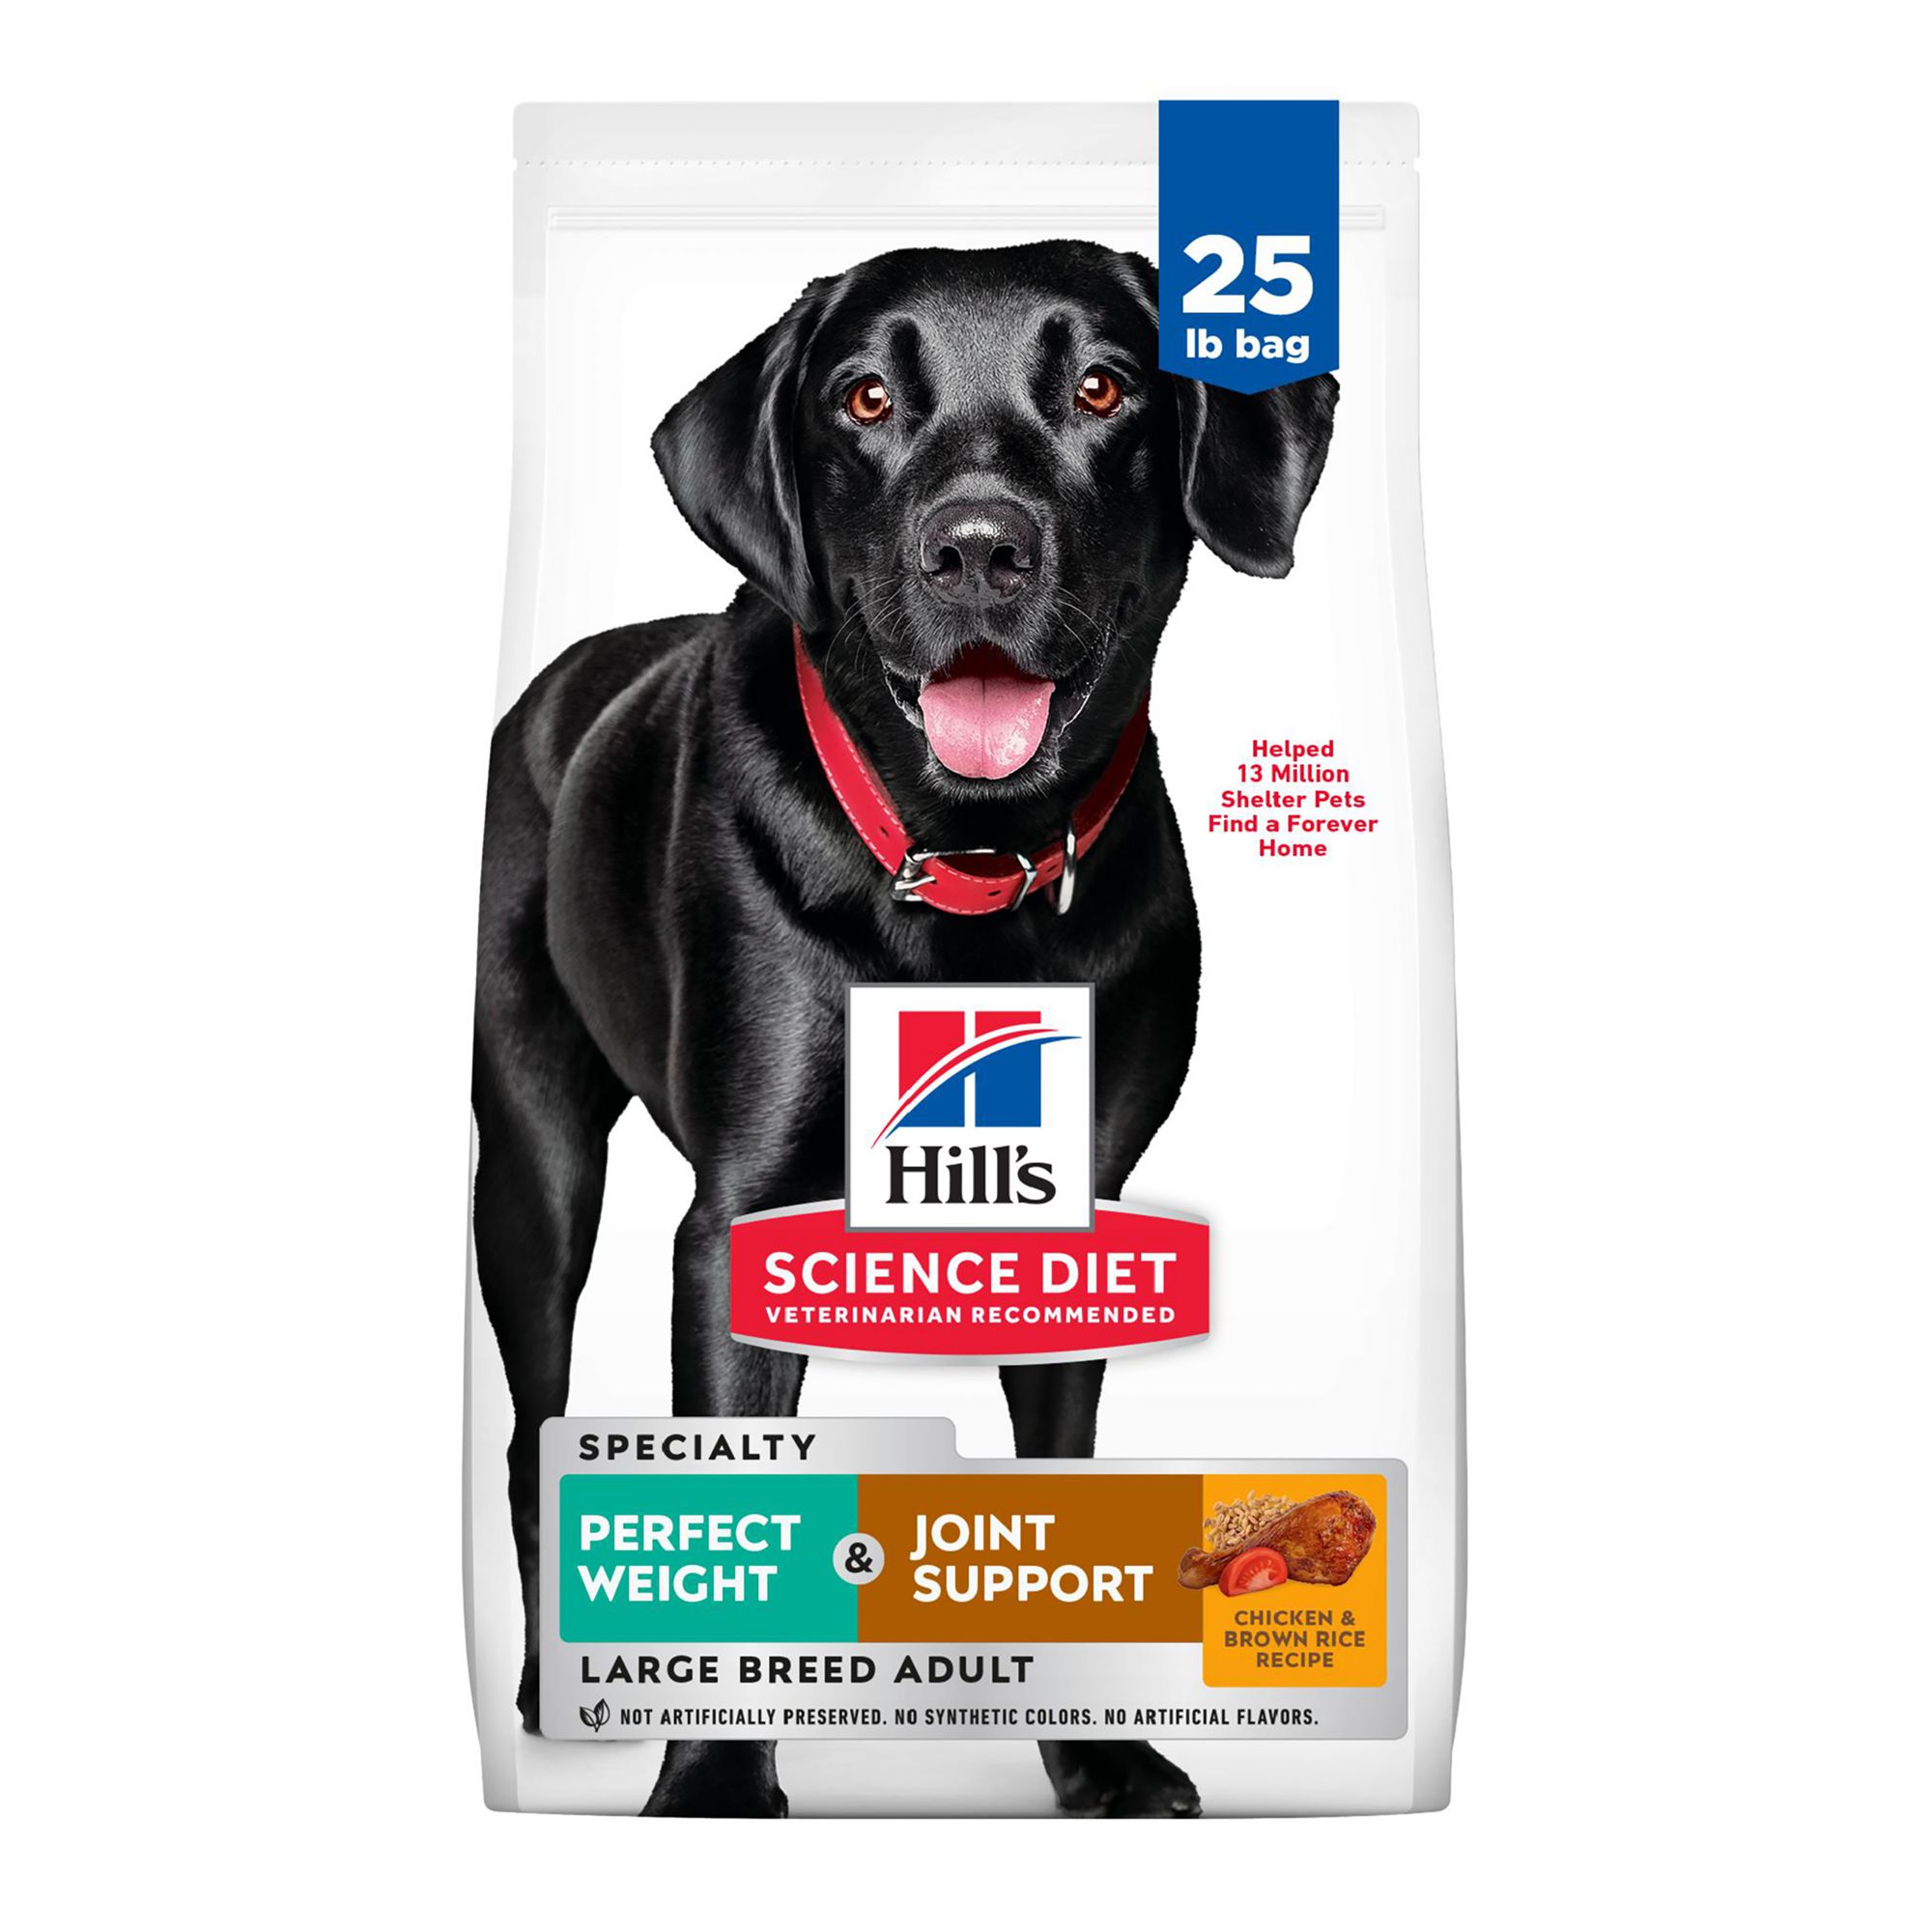 25
lb bag
Helped
13 Million
Shelter Pets
Find a Forever
Home
Hill's
SCIENCE DIET
VETERINARIAN RECOMMENDED
SPECIALTY
PERFECT
WEIGHT
&
JOINT
SUPPORT
CHICKEN &
BROWN RICE
RECIPE
LARGE BREED ADULT
NOT ARTIFICIALLY PRESERVED. NO SYNTHETIC COLORS. NO ARTIFICIAL FLAVORS.